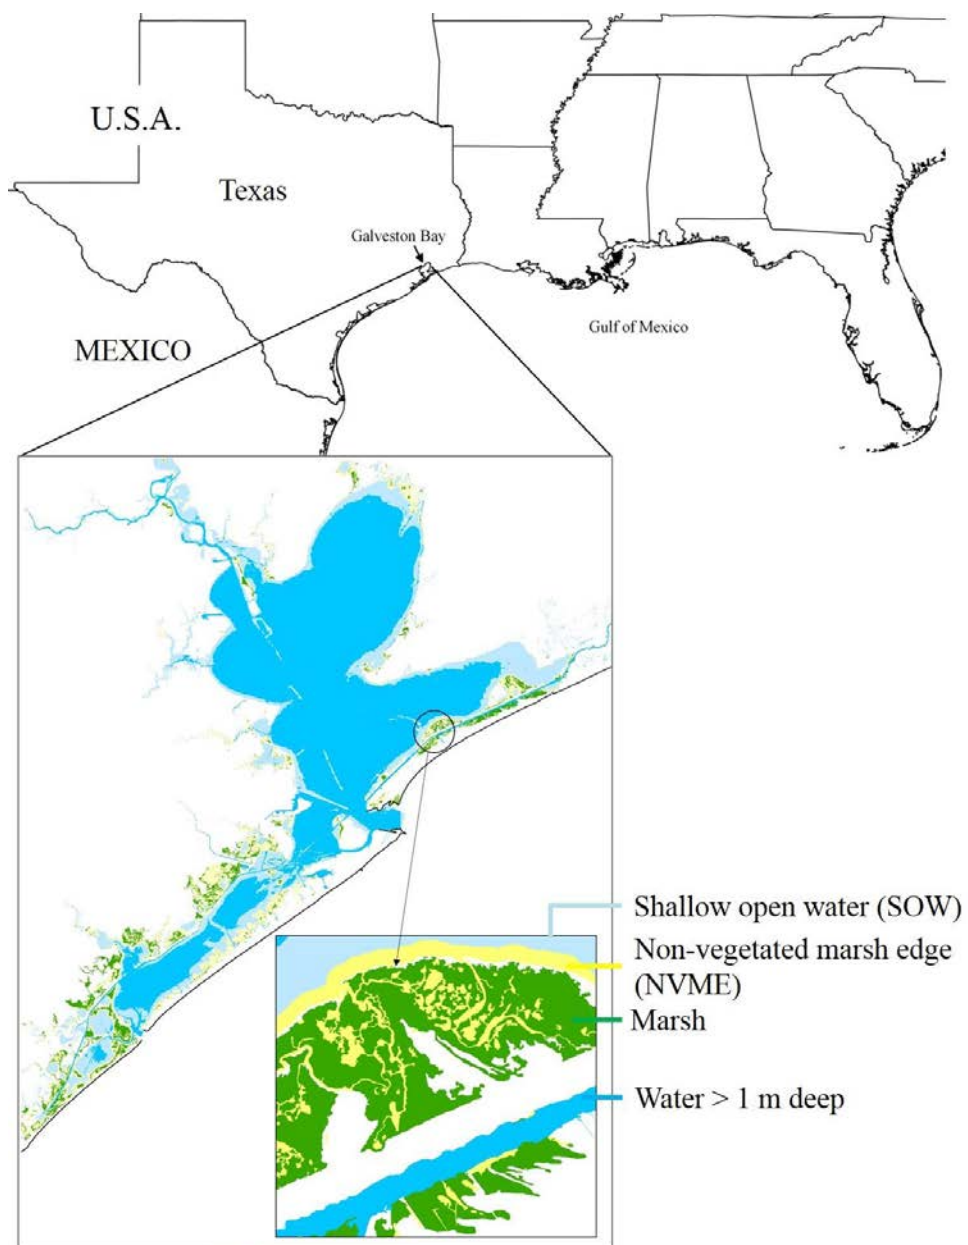 U.S.A.
Texas
Galveston Bay
Gulf of Mexico
MEXICO
Shallow open water (SOW)
Non-vegetated marsh edge
(NVME)
Marsh
Water > 1 m deep